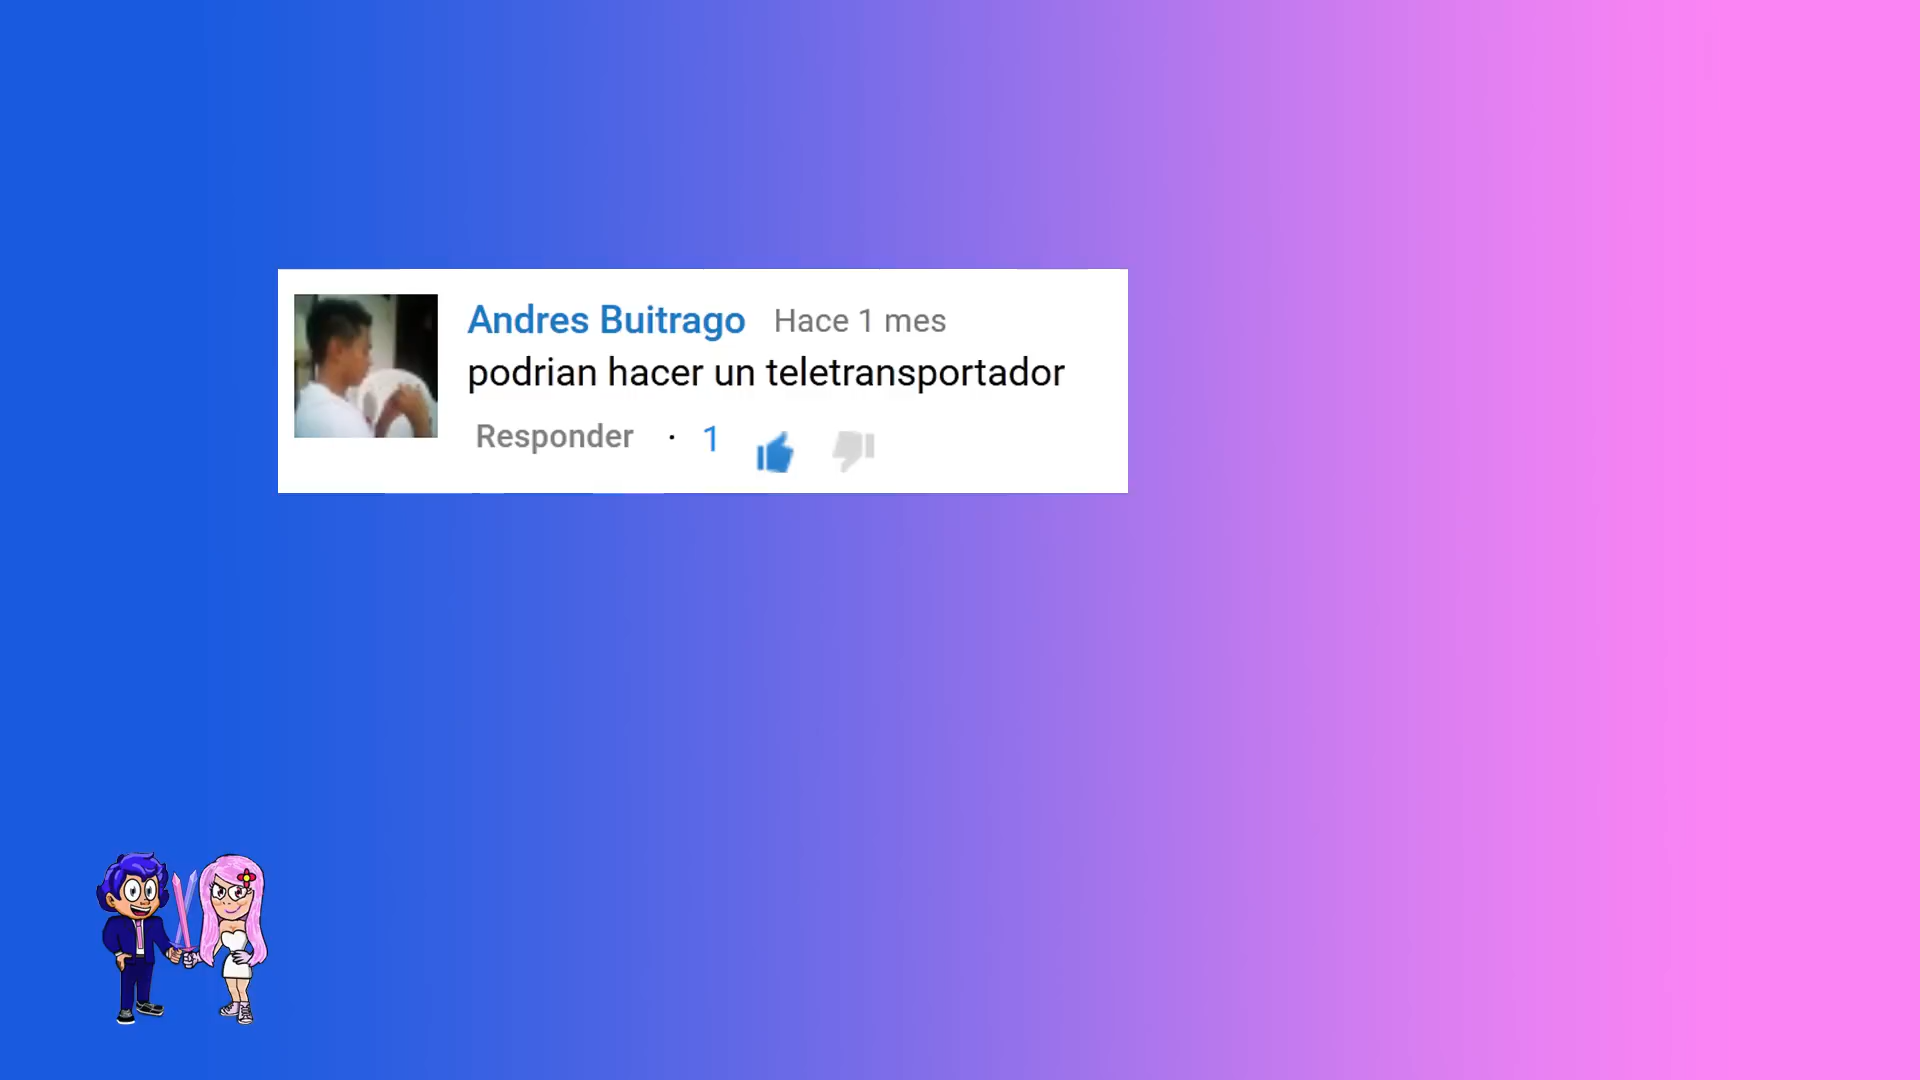 Andres Buitrago Hace 1 mes
podrian hacer un teletransportador
Responder · 1